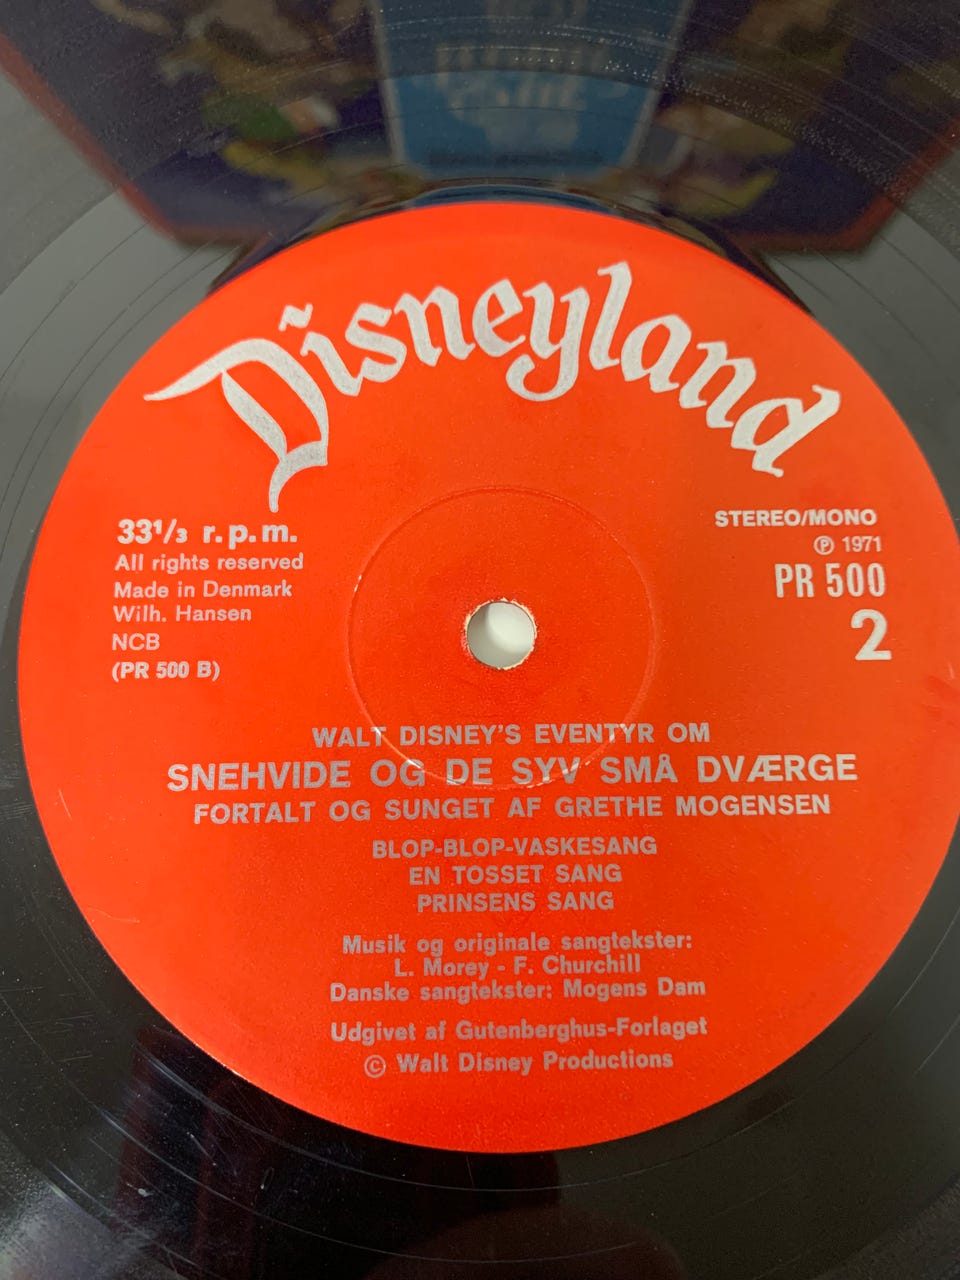 Disneyland
33 1/3 r.p.m.
All rights reserved
Made in Denmark
Wilh. Hansen
NCB
(PR 500 B)
STEREO/MONO
Ⓟ 1971
PR 500
2
WALT DISNEY'S EVENTYR OM
SNEHVIDE OG DE SYV SMÅ DVÆRGE
FORTALT OG SUNGET AF GRETHE MOGENSEN
BLOP-BLOP-VASKESANG
EN TOSSET SANG
PRINSENS SANG
Musik og originale sangtekster:
L. Morey - F. Churchill
Danske sangtekster: Mogens Dam
Udgivet af Gutenberghus-Forlaget
© Walt Disney Productions